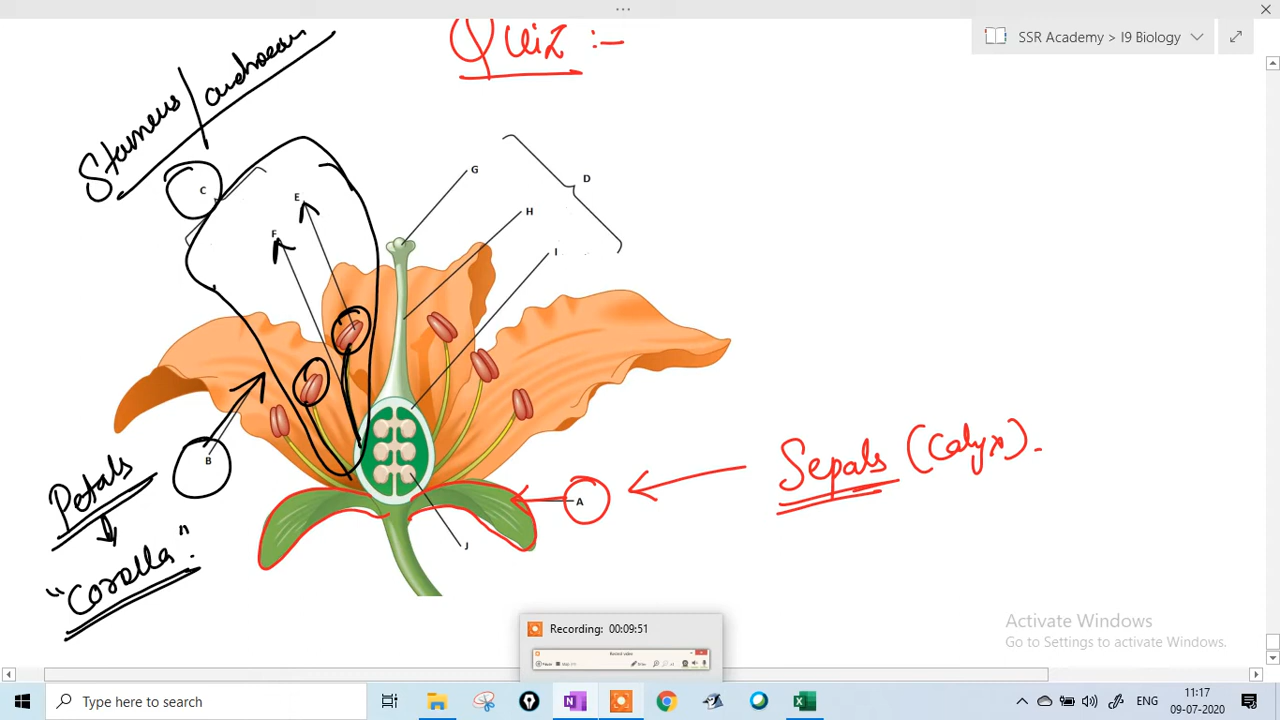 SSR Academy > I9 Biology
Quiz :-
Stamens/androecium
C
E
F
G
D
H
I
B
Petals
"Corolla".
A
Sepals (Calyx).
J
Recording: 00:09:51
Activate Windows
Go to Settings to activate Windows.
Type here to search
ENG
11:17
09-07-2020